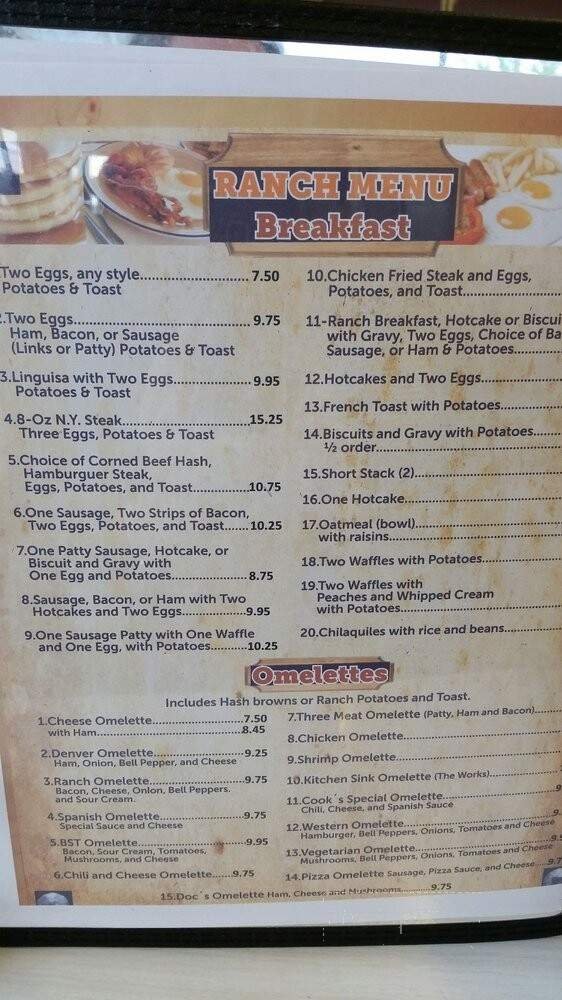 RANCH MENU
Breakfast
Two Eggs, any style..................... 7.50
Potatoes & Toast
2.Two Eggs................................... 9.75
Ham, Bacon, or Sausage
(Links or Patty) Potatoes & Toast
3.Linguisa with Two Eggs............... 9.95
Potatoes & Toast
4.8-Oz N.Y. Steak.........................15.25
Three Eggs, Potatoes & Toast
5.Choice of Corned Beef Hash,
Hamburguer Steak,
Eggs, Potatoes, and Toast............10.75
6.One Sausage, Two Strips of Bacon,
Two Eggs, Potatoes, and Toast.......10.25
7.One Patty Sausage, Hotcake, or
Biscuit and Gravy with
One Egg and Potatoes.................. 8.75
8.Sausage, Bacon, or Ham with Two
Hotcakes and Two Eggs...............9.95
9.One Sausage Patty with One Waffle
and One Egg, with Potatoes..........10.25
10.Chicken Fried Steak and Eggs,
Potatoes, and Toast.....................
11-Ranch Breakfast, Hotcake or Biscui
with Gravy, Two Eggs, Choice of Ba
Sausage, or Ham & Potatoes............
12.Hotcakes and Two Eggs..................
13.French Toast with Potatoes.............
14.Biscuits and Gravy with Potatoes......
½ order.......................................
15.Short Stack (2)..............................
16.One Hotcake.................................
17.Oatmeal (bowl)..............................
with raisins...................................
18.Two Waffles with Potatoes..............
19.Two Waffles with
Peaches and Whipped Cream
with Potatoes...............................
20.Chilaquiles with rice and beans.........
Omelettes
Includes Hash browns or Ranch Potatoes and Toast.
1.Cheese Omelette.....................7.50
with Ham................................8.45
2.Denver Omelette....................9.25
Ham, Onion, Bell Pepper, and Cheese
3.Ranch Omelette.....................9.75
Bacon, Cheese, Onlon, Bell Peppers.
and Sour Cream.
4.Spanish Omelette...................9.75
Special Sauce and Cheese
5.BST Omelette.........................9.95
Bacon, Sour Cream, Tomatoes,
Mushrooms, and Cheese
6.Chili and Cheese Omelette......9.75
7.Three Meat Omelette (Patty, Ham and Bacon)......
8.Chicken Omelette.................................
9.Shrimp Omelette..................................
10.Kitchen Sink Omelette (The Works)................
11.Cook´s Special Omelette.........................
Chili, Cheese, and Spanish Sauce
12.Western Omelette................................
Hamburger, Bell Peppers, Onions, Tomatoes and Cheese
13.Vegetarian Omelette.............................
Mushrooms, Bell Peppers, Onions, Tomatoes and Cheese
14.Pizza Omelette Sausage, Pizza Sauce, and Cheese.....9.7
15.Doc´s Omelette Ham, Cheese and Mushrooms............9.75